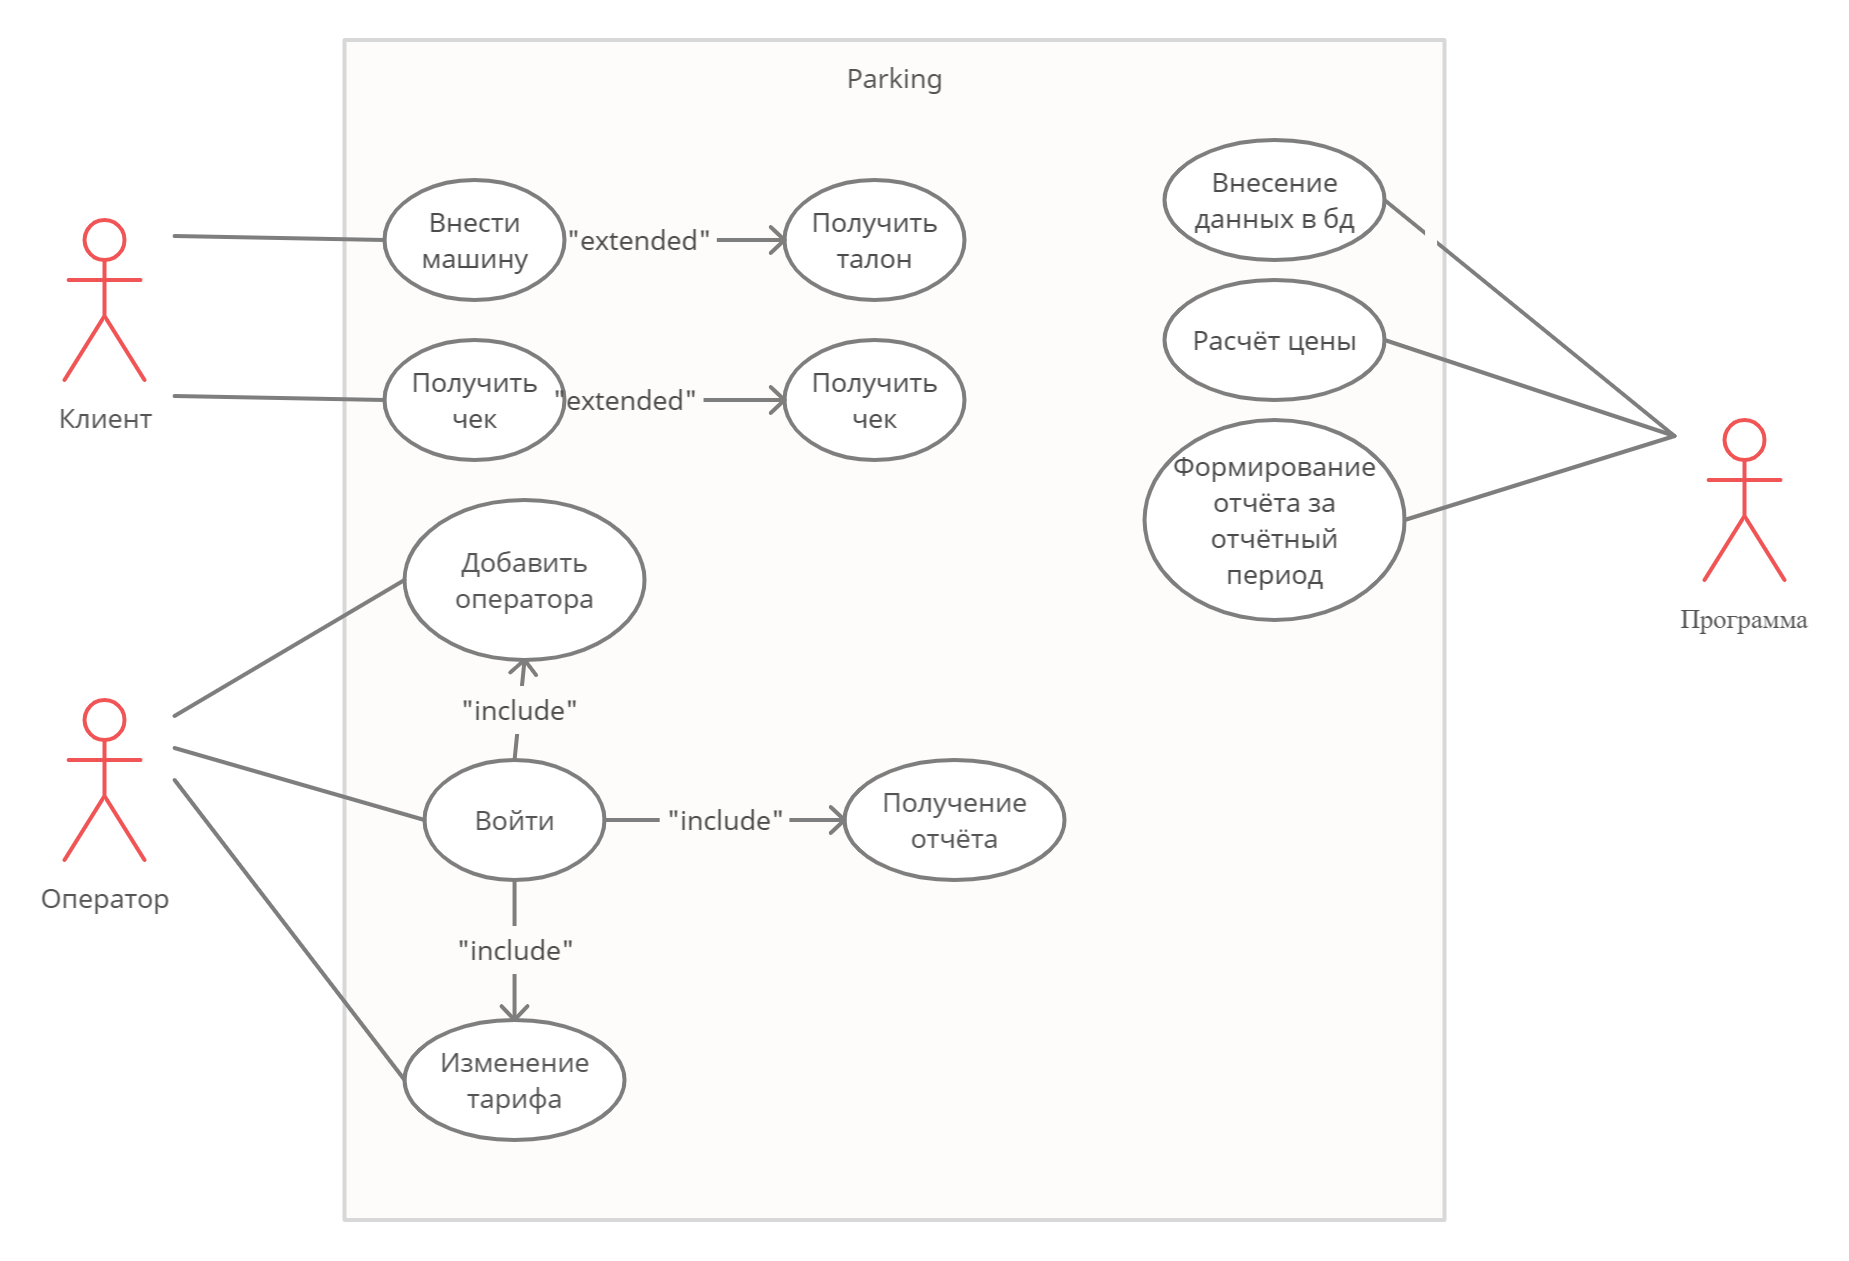 Parking
Внести
машину
"extended"
Получить
талон
Внесение
данных в бд
Клиент
Получить
чек
"extended"
Получить
чек
Расчёт цены
Формирование
отчёта за
отчётный
период
Программа
Добавить
оператора
"include"
Оператор
Войти
"include"
Получение
отчёта
"include"
Изменение
тарифа